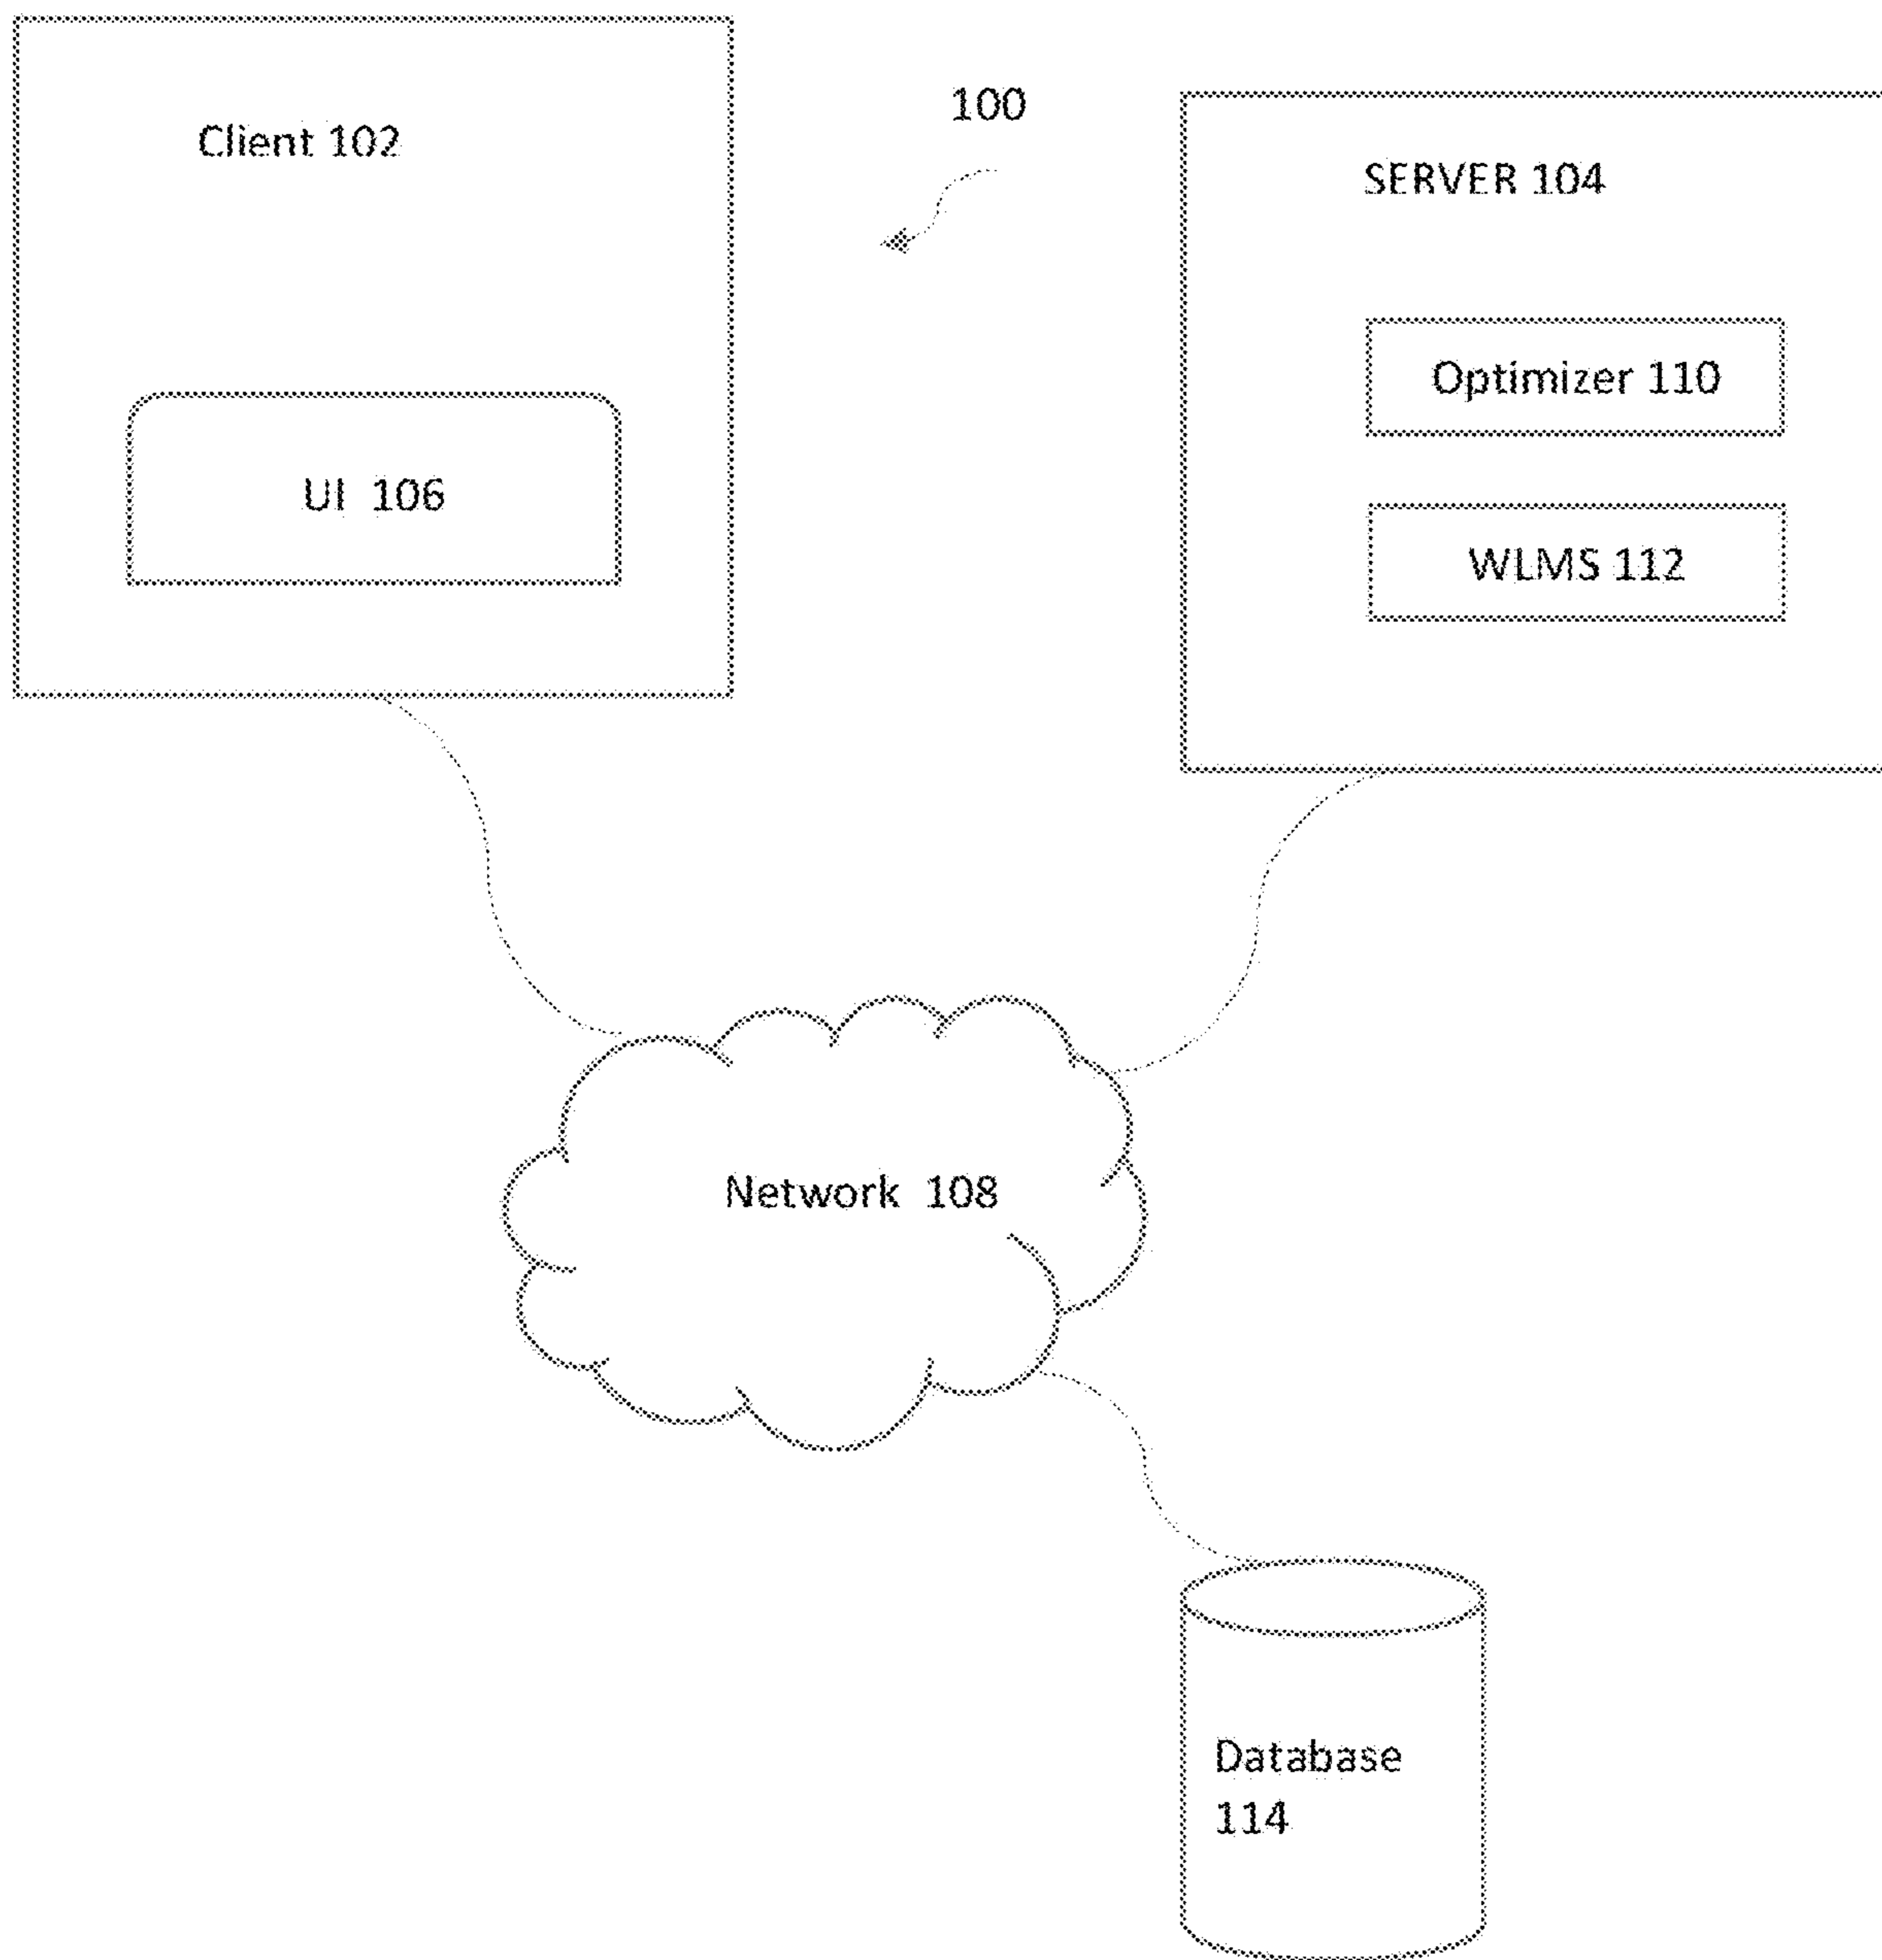 Client 102
100
SERVER 104
Optimizer 110
UI 106
WLMS 112
Network 108
Database
114